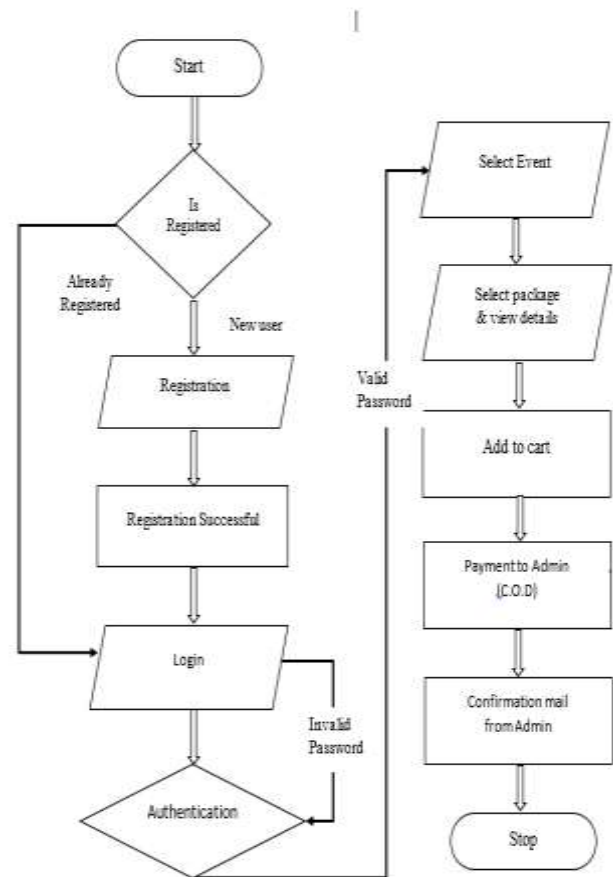 Start
Is
Registered
Already
Registered
New user
Registration
Registration Successful
Login
Invalid
Password
Authentication
Valid
Password
Select Event
Select package
& view details
Add to cart
Payment to Admin
(C.O.D)
Confirmation mail
from Admin
Stop